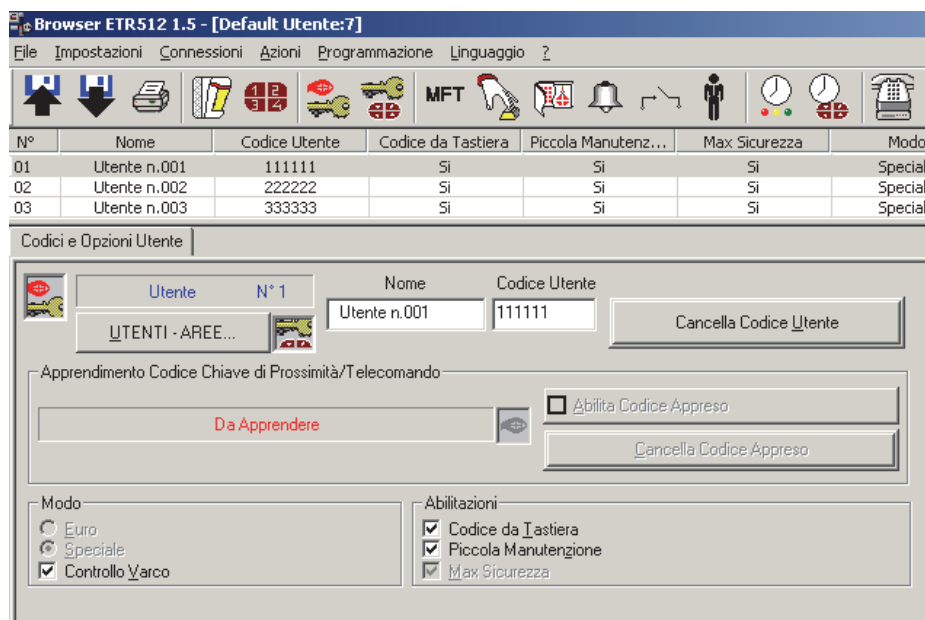 Browser ETR512 1.5 - [Default Utente:7]
File Impostazioni Connessioni Azioni Programmazione Linguaggio ?
1 2
3 4
MFT
N° Nome Codice Utente Codice da Tastiera Piccola Manutenz... Max Sicurezza Modo
01 Utente n.001 111111 Si Si Si Special
02 Utente n.002 222222 Si Si Si Special
03 Utente n.003 333333 Si Si Si Special
Codici e Opzioni Utente
Utente N° 1
Nome Codice Utente
Utente n.001 111111
UTENTI - AREE...
Cancella Codice Utente
Apprendimento Codice Chiave di Prossimità/Telecomando
Da Apprendere
Abilita Codice Appreso
Cancella Codice Appreso
Modo
Euro
Speciale
Controllo Varco
Abilitazioni
Codice da Tastiera
Piccola Manutenzione
Max Sicurezza